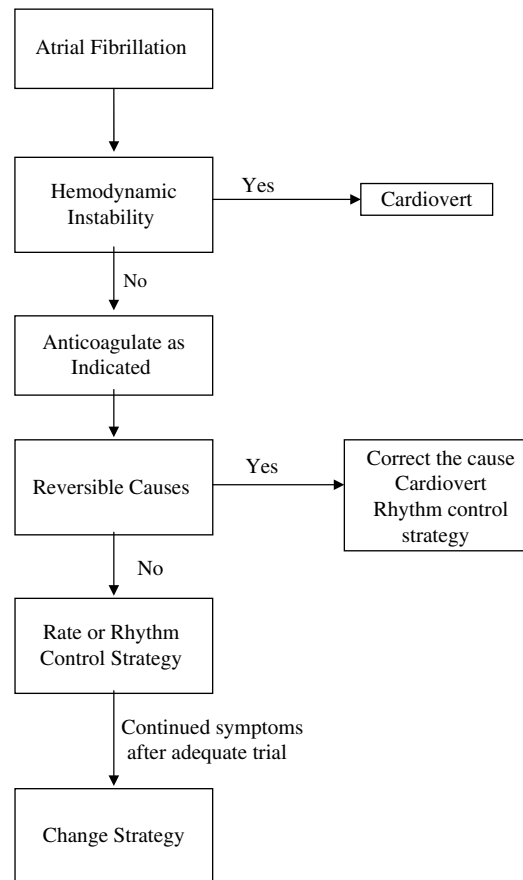 Atrial Fibrillation
Hemodynamic
Instability
Yes
Cardiovert
No
Anticoagulate as
Indicated
Reversible Causes
Yes
Correct the cause
Cardiovert
Rhythm control
strategy
No
Rate or Rhythm
Control Strategy
Continued symptoms
after adequate trial
Change Strategy